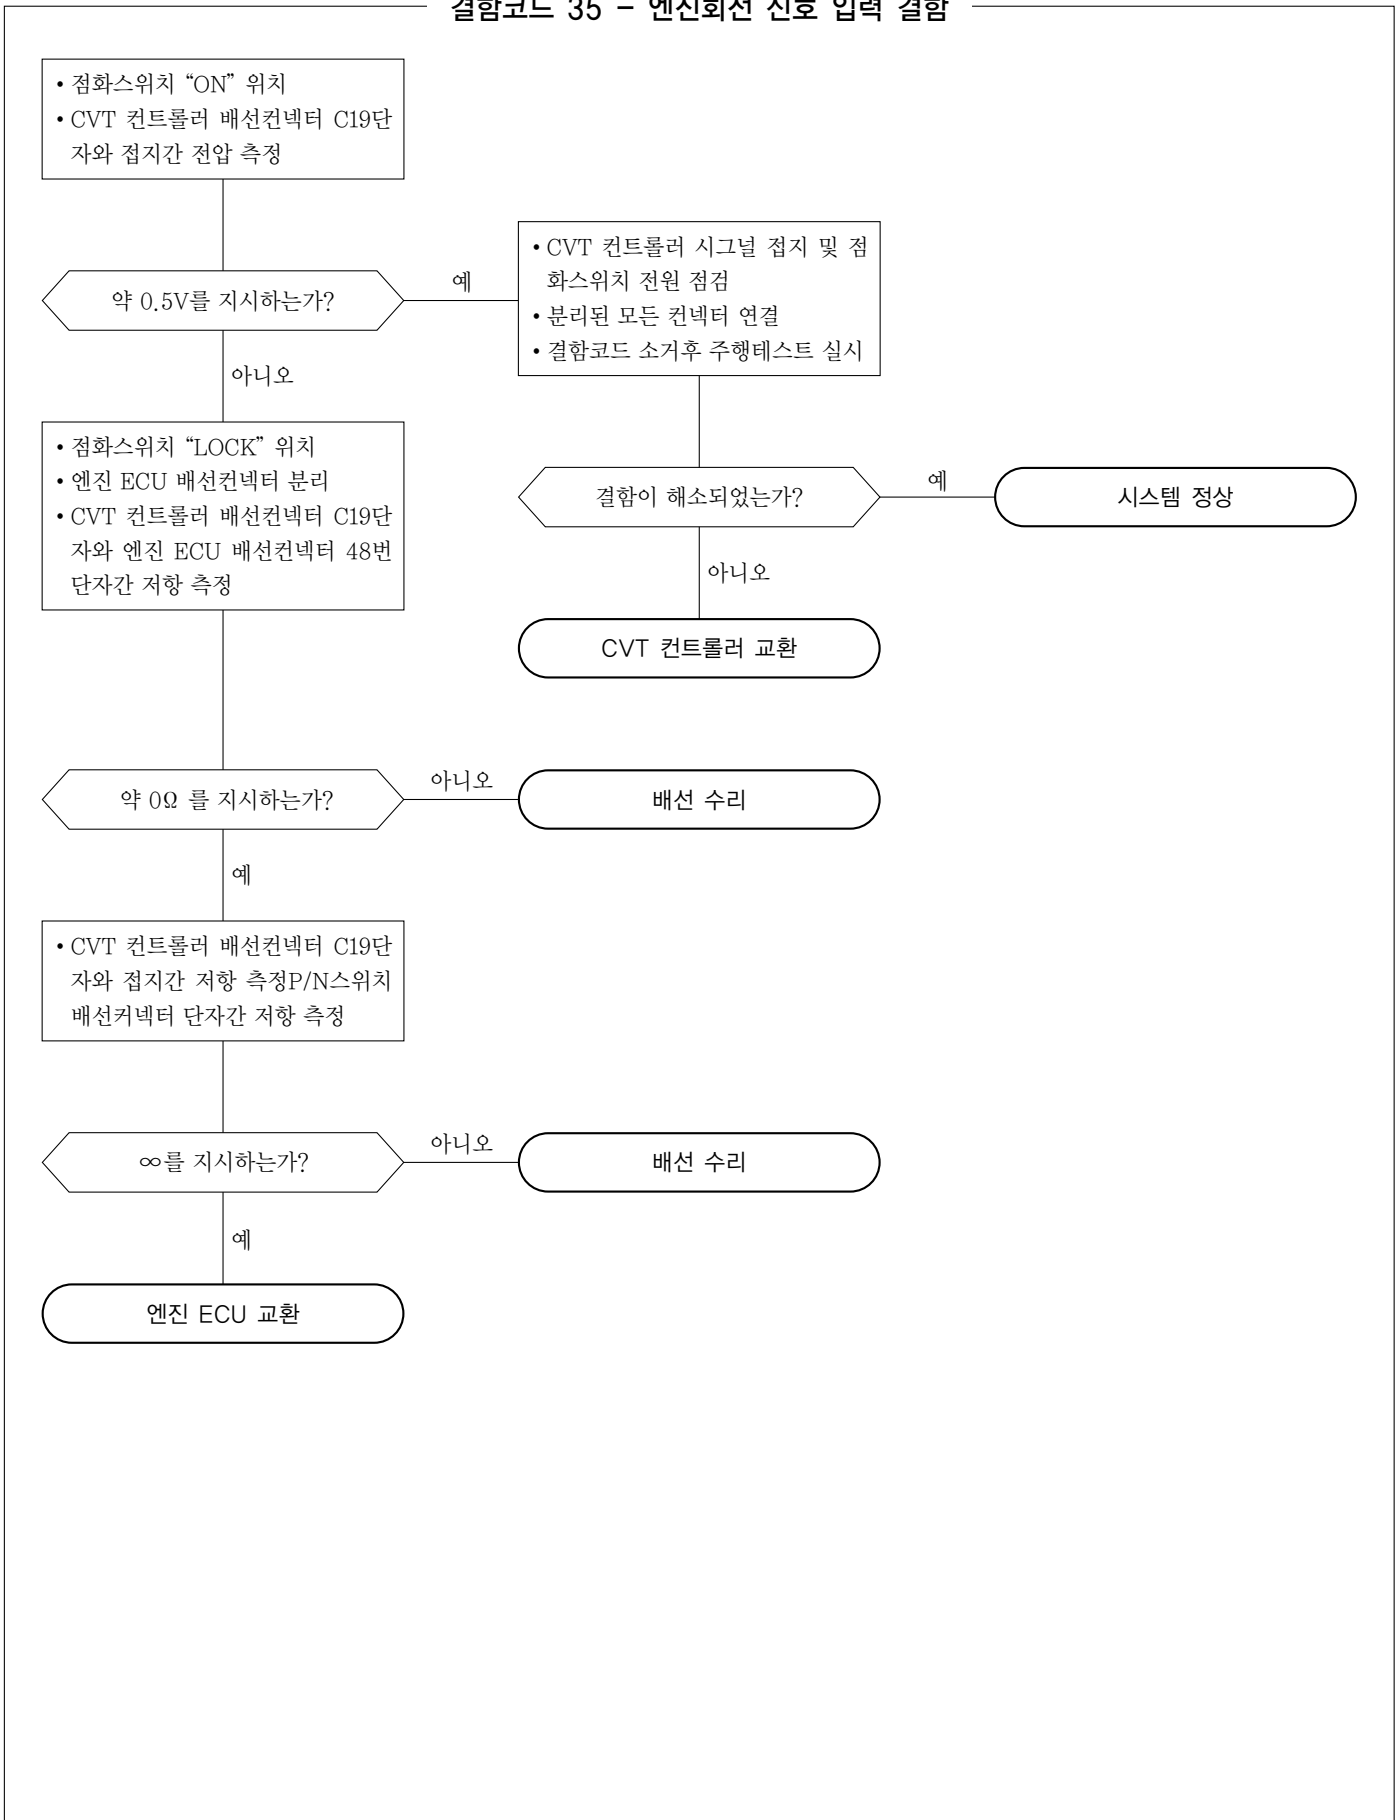 결함코드 35 - 엔진회전 신호 입력 결함
• 점화스위치 “ON” 위치
• CVT 컨트롤러 배선컨넥터 C19단
자와 접지간 전압 측정
약 0.5V를 지시하는가?
예
• CVT 컨트롤러 시그널 접지 및 점
화스위치 전원 점검
• 분리된 모든 컨넥터 연결
• 결함코드 소거후 주행테스트 실시
아니오
• 점화스위치 “LOCK” 위치
• 엔진 ECU 배선컨넥터 분리
• CVT 컨트롤러 배선컨넥터 C19단
자와 엔진 ECU 배선컨넥터 48번
단자간 저항 측정
결함이 해소되었는가?
예
시스템 정상
아니오
CVT 컨트롤러 교환
약 0Ω 를 지시하는가?
아니오
배선 수리
예
• CVT 컨트롤러 배선컨넥터 C19단
자와 접지간 저항 측정P/N스위치
배선커넥터 단자간 저항 측정
∞를 지시하는가?
아니오
배선 수리
예
엔진 ECU 교환